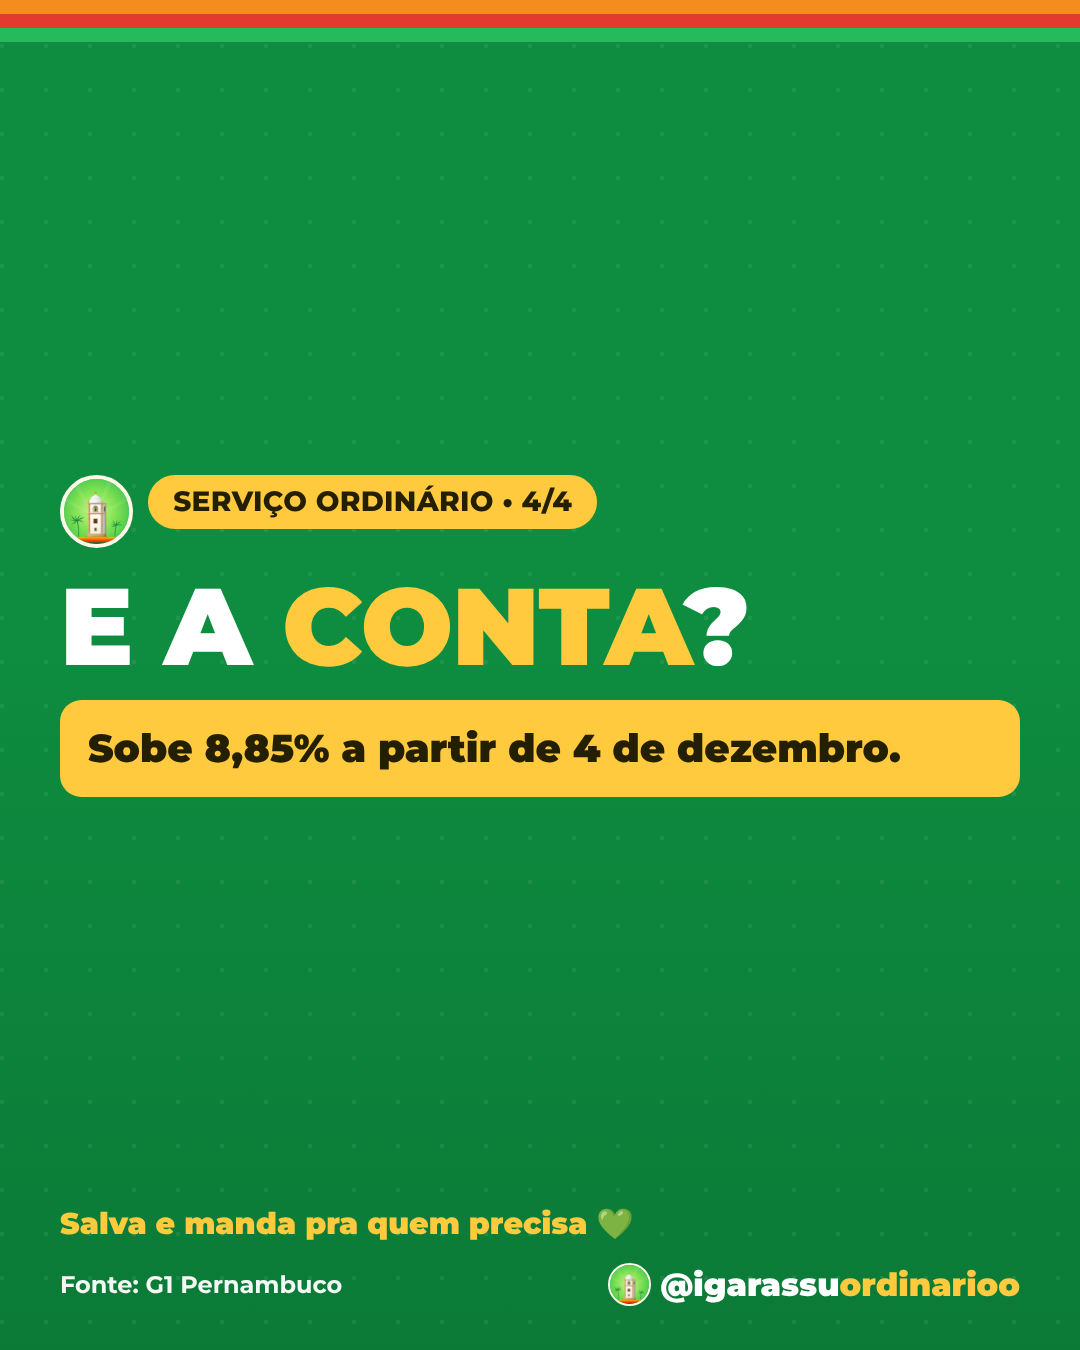 SERVIÇO ORDINÁRIO • 4/4
E A CONTA?
Sobe 8,85% a partir de 4 de dezembro.
Salva e manda pra quem precisa 💚
Fonte: G1 Pernambuco
@igarassuordinarioo